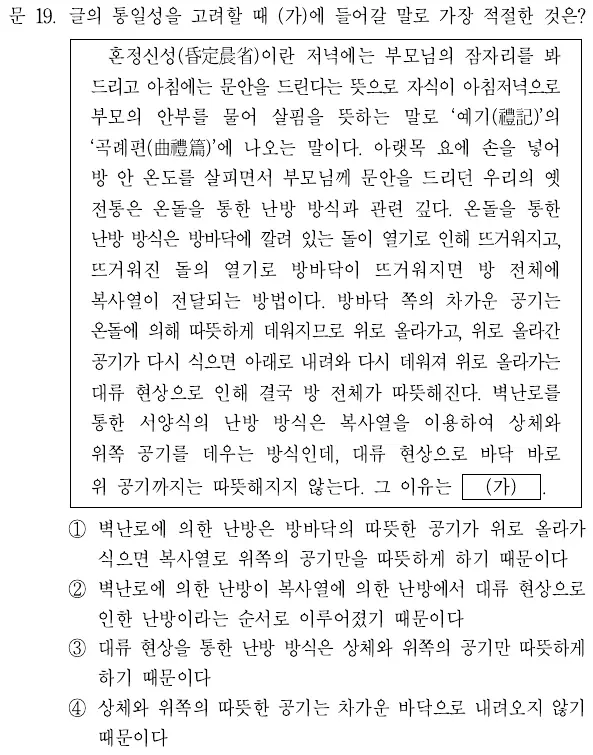 문 19. 글의 통일성을 고려할 때 (가)에 들어갈 말로 가장 적절한 것은?
혼정신성(昏定晨省)이란 저녁에는 부모님의 잠자리를 봐
드리고 아침에는 문안을 드린다는 뜻으로 자식이 아침저녁으로
부모의 안부를 물어 살핌을 뜻하는 말로 ‘예기(禮記)’의
‘곡례편(曲禮篇)’에 나오는 말이다. 아랫목 요에 손을 넣어
방 안 온도를 살피면서 부모님께 문안을 드리던 우리의 옛
전통은 온돌을 통한 난방 방식과 관련 깊다. 온돌을 통한
난방 방식은 방바닥에 깔려 있는 돌이 열기로 인해 뜨거워지고,
뜨거워진 돌의 열기로 방바닥이 뜨거워지면 방 전체에
복사열이 전달되는 방법이다. 방바닥 쪽의 차가운 공기는
온돌에 의해 따뜻하게 데워지므로 위로 올라가고, 위로 올라간
공기가 다시 식으면 아래로 내려와 다시 데워져 위로 올라가는
대류 현상으로 인해 결국 방 전체가 따뜻해진다. 벽난로를
통한 서양식의 난방 방식은 복사열을 이용하여 상체와
위쪽 공기를 데우는 방식인데, 대류 현상으로 바닥 바로
위 공기까지는 따뜻해지지 않는다. 그 이유는 (가).
① 벽난로에 의한 난방은 방바닥의 따뜻한 공기가 위로 올라가
식으면 복사열로 위쪽의 공기만을 따뜻하게 하기 때문이다
② 벽난로에 의한 난방이 복사열에 의한 난방에서 대류 현상으로
인한 난방이라는 순서로 이루어졌기 때문이다
③ 대류 현상을 통한 난방 방식은 상체와 위쪽의 공기만 따뜻하게
하기 때문이다
④ 상체와 위쪽의 따뜻한 공기는 차가운 바닥으로 내려오지 않기
때문이다